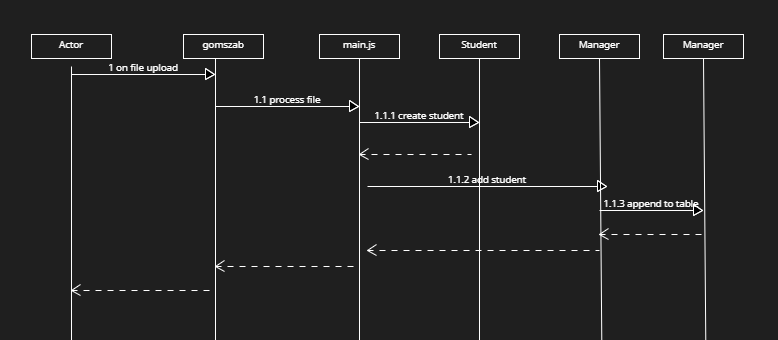 Actor
gomszab
main.js
Student
Manager
Manager
1 on file upload
1.1 process file
1.1.1 create student
1.1.2 add student
1.1.3 append to table